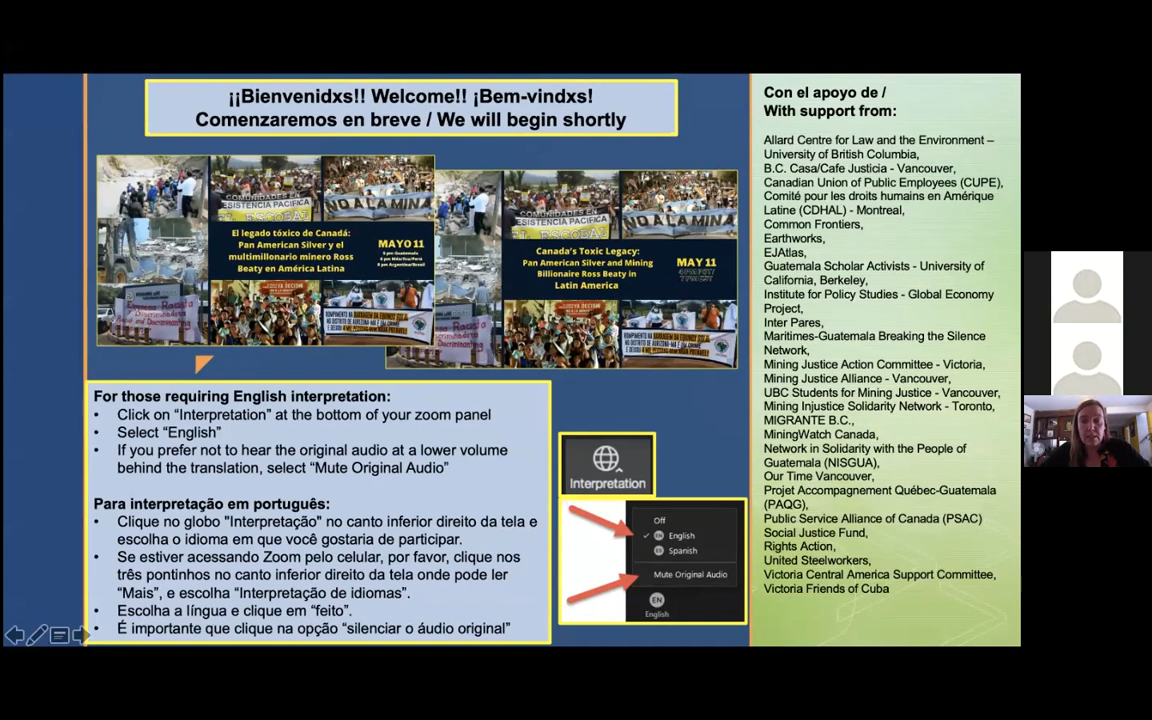 ¡¡Bienvenidxs!! Welcome!! ¡Bem-vindxs!
Comenzaremos en breve / We will begin shortly
COMUNIDADES EN
RESISTENCIA PACIFICA
EL ESCOBAL
NO A LA MINA
El legado tóxico de Canadá:
Pan American Silver y el
multimillonario minero Ross
Beaty en América Latina
MAYO 11
COMUNIDADES EN
RESISTENCIA PACIFICA
EL ESCOBAL
NO A LA MINA
Canada's Toxic Legacy:
Pan American Silver and Mining
Billionaire Ross Beaty in
Latin America
MAY 11
For those requiring English interpretation:
• Click on “Interpretation” at the bottom of your zoom panel
• Select “English”
• If you prefer not to hear the original audio at a lower volume
behind the translation, select “Mute Original Audio”
Para interpretação em português:
• Clique no globo "Interpretação" no canto inferior direito da tela e
escolha o idioma em que você gostaria de participar.
• Se estiver acessando Zoom pelo celular, por favor, clique nos
três pontinhos no canto inferior direito da tela onde pode ler
“Mais”, e escolha “Interpretação de idiomas”.
• Escolha a língua e clique em “feito”.
• É importante que clique na opção “silenciar o áudio original”
Interpretation
Off
✓ EN English
ES Spanish
Mute Original Audio
EN
English
Con el apoyo de /
With support from:
Allard Centre for Law and the Environment –
University of British Columbia,
B.C. Casa/Cafe Justicia - Vancouver,
Canadian Union of Public Employees (CUPE),
Comité pour les droits humains en Amérique
Latine (CDHAL) - Montreal,
Common Frontiers,
Earthworks,
EJAtlas,
Guatemala Scholar Activists - University of
California, Berkeley,
Institute for Policy Studies - Global Economy
Project,
Inter Pares,
Maritimes-Guatemala Breaking the Silence
Network,
Mining Justice Action Committee - Victoria,
Mining Justice Alliance - Vancouver,
UBC Students for Mining Justice - Vancouver,
Mining Injustice Solidarity Network - Toronto,
MIGRANTE B.C.,
MiningWatch Canada,
Network in Solidarity with the People of
Guatemala (NISGUA),
Our Time Vancouver,
Projet Accompagnement Québec-Guatemala
(PAQG),
Public Service Alliance of Canada (PSAC)
Social Justice Fund,
Rights Action,
United Steelworkers,
Victoria Central America Support Committee,
Victoria Friends of Cuba